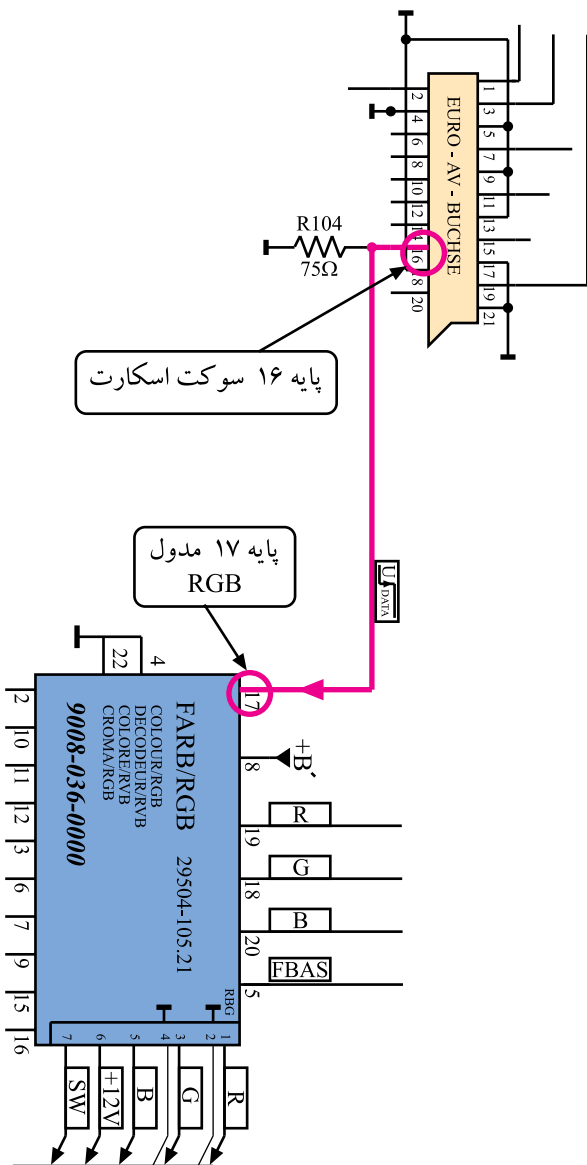 EURO - AV - BUCHSE
1
3
5
7
9
11
13
15
17
19
21
2
4
6
8
10
12
14
16
18
20
R104
75Ω
پایه ۱۶ سوکت اسکارت
U DATA
پایه ۱۷ مدول
RGB
22
4
17
8
+B'
R
19
G
18
B
20
FBAS
5
FARB/RGB 29504-105.21
COLOUR/RGB
DECODEUR/RVB
COLORE/RVB
CROMA/RGB
9008-036-0000
2
10
11
12
3
6
7
9
15
16
RBG
1
2
3
4
5
6
7
R
G
B
+12V
SW